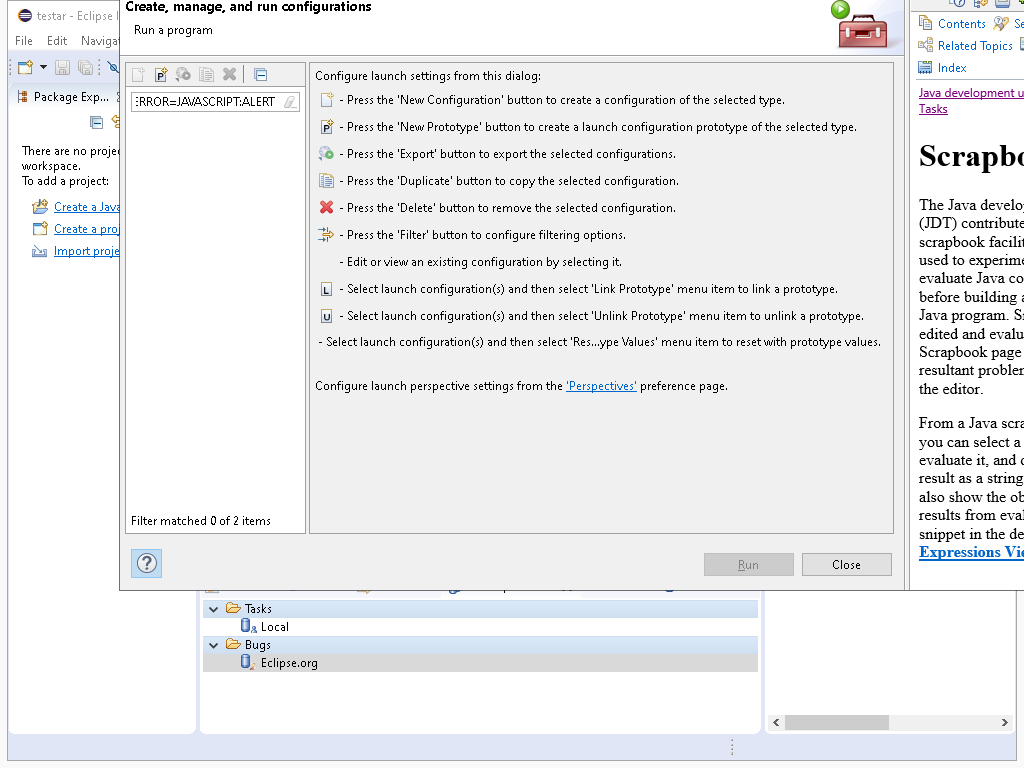 testar - Eclipse
File Edit
Package Exp...
There are no
workspace.
To add a project:
Create a Java
Create a
Import
Create, manage, and run configurations
Run a program
RROR=JAVASCRIPT:ALERT
Filter matched 0 of 2 items
Configure launch settings from this dialog:
- Press the 'New Configuration' button to create a configuration of the selected type.
- Press the 'New Prototype' button to create a launch configuration prototype of the selected type.
- Press the 'Export' button to export the selected configurations.
- Press the 'Duplicate' button to copy the selected configuration.
- Press the 'Delete' button to remove the selected configuration.
- Press the 'Filter' button to configure filtering options.
- Edit or view an existing configuration by selecting it.
L - Select launch configuration(s) and then select 'Link Prototype' menu item to link a prototype.
U - Select launch configuration(s) and then select 'Unlink Prototype' menu item to unlink a prototype.
- Select launch configuration(s) and then select 'Res...ype Values' menu item to reset with prototype values.
Configure launch perspective settings from the 'Perspectives' preference page.
Run Close
Contents
Related Topics
Index
Java development
Tasks
Scrapbo
The Java develo
(JDT) contribute
scrapbook facilit
used to experime
evaluate Java co
before building a
Java program. S
edited and evalu
Scrapbook page
resultant problem
the editor.
From a Java scra
you can select a
evaluate it, and
result as a string
also show the ob
results from eval
snippet in the de
Expressions Vie
Tasks
Local
Bugs
Eclipse.org